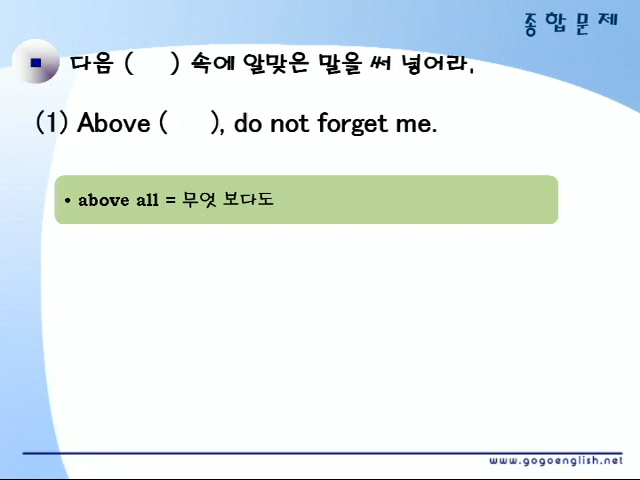 종합문제
다음 (    ) 속에 알맞은 말을 써 넣어라.
(1) Above (    ), do not forget me.
• above all = 무엇 보다도
www.gogoenglish.net